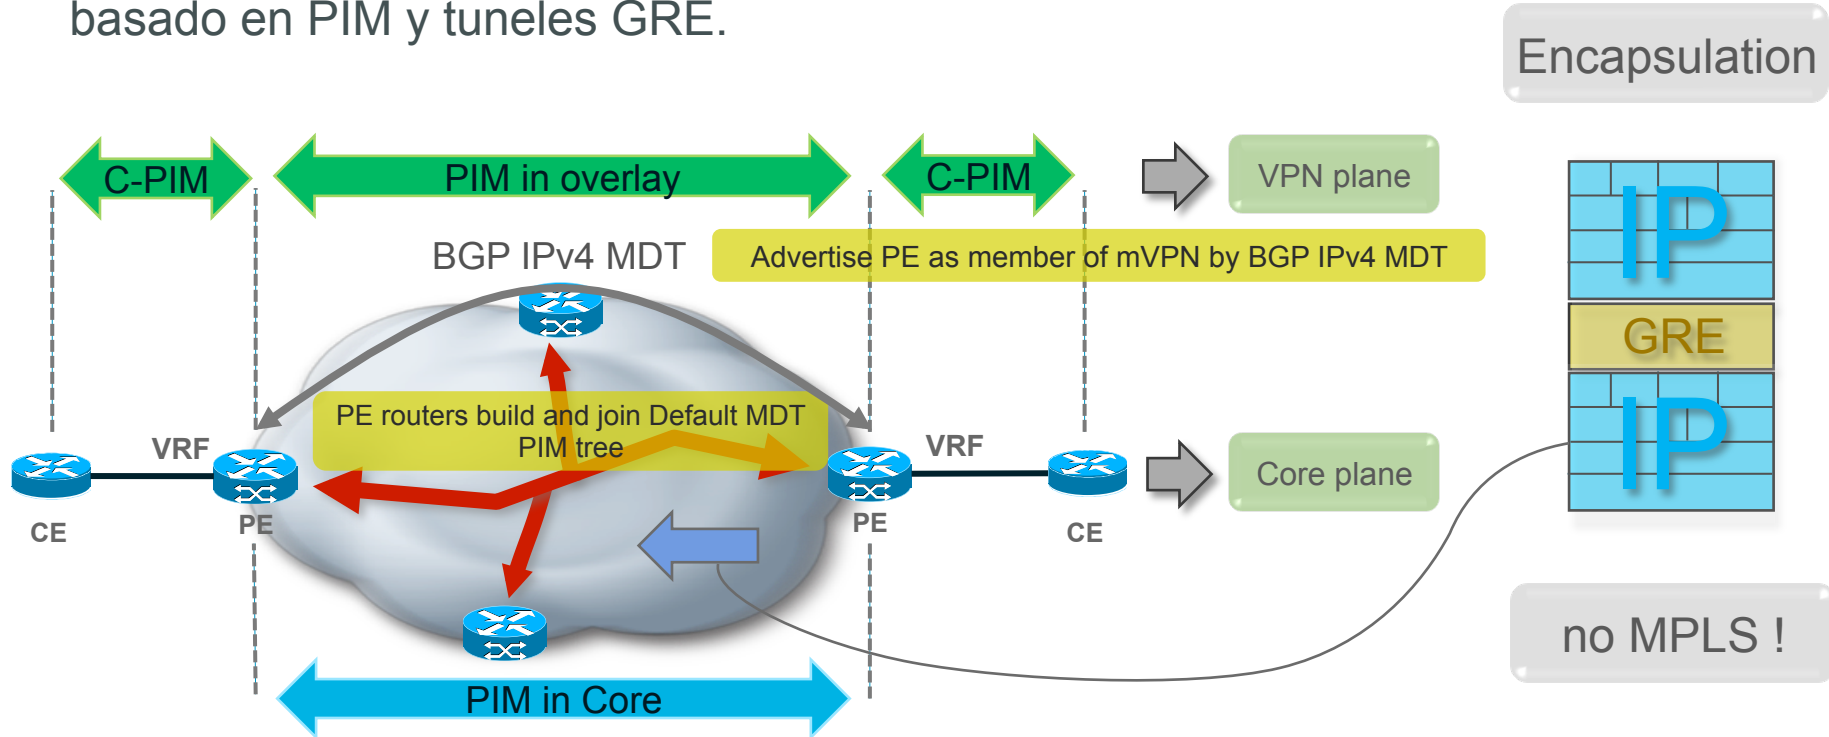 basado en PIM y tuneles GRE.
Encapsulation
C-PIM
PIM in overlay
C-PIM
VPN plane
IP
BGP IPv4 MDT
Advertise PE as member of mVPN by BGP IPv4 MDT
GRE
PE routers build and join Default MDT
PIM tree
IP
VRF
VRF
Core plane
CE
PE
PE
CE
no MPLS !
PIM in Core